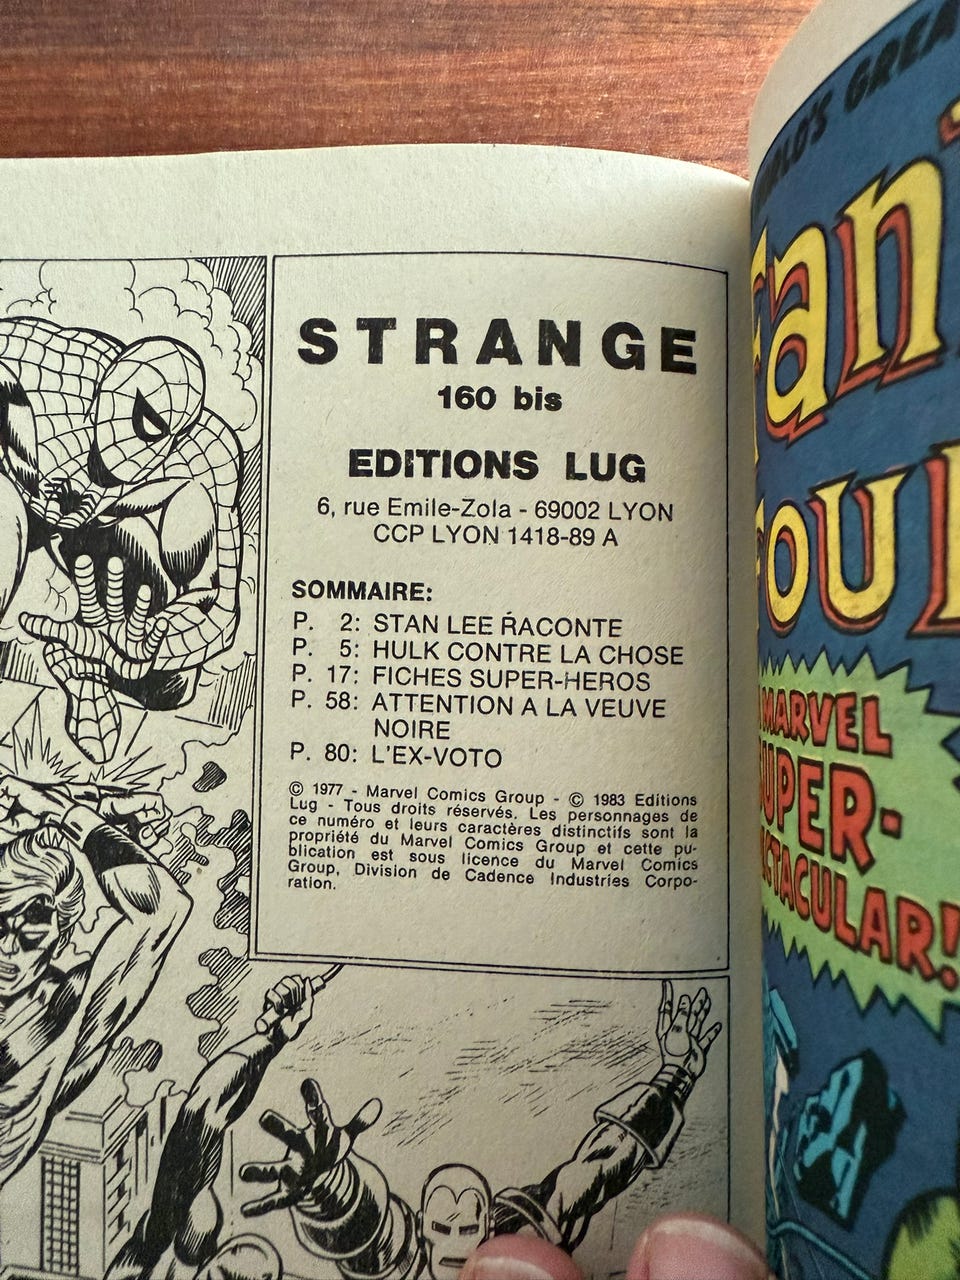 STRANGE
160 bis
EDITIONS LUG
6, rue Emile-Zola - 69002 LYON
CCP LYON 1418-89 A
SOMMAIRE:
P. 2: STAN LEE RACONTE
P. 5: HULK CONTRE LA CHOSE
P. 17: FICHES SUPER-HEROS
P. 58: ATTENTION A LA VEUVE
NOIRE
P. 80: L'EX-VOTO
© 1977 - Marvel Comics Group - © 1983 Editions
Lug - Tous droits réservés. Les personnages de
ce numéro et leurs caractères distinctifs sont la
propriété du Marvel Comics Group et cette pu-
blication est sous licence du Marvel Comics
Group, Division de Cadence Industries Corpo-
ration.
MARVEL